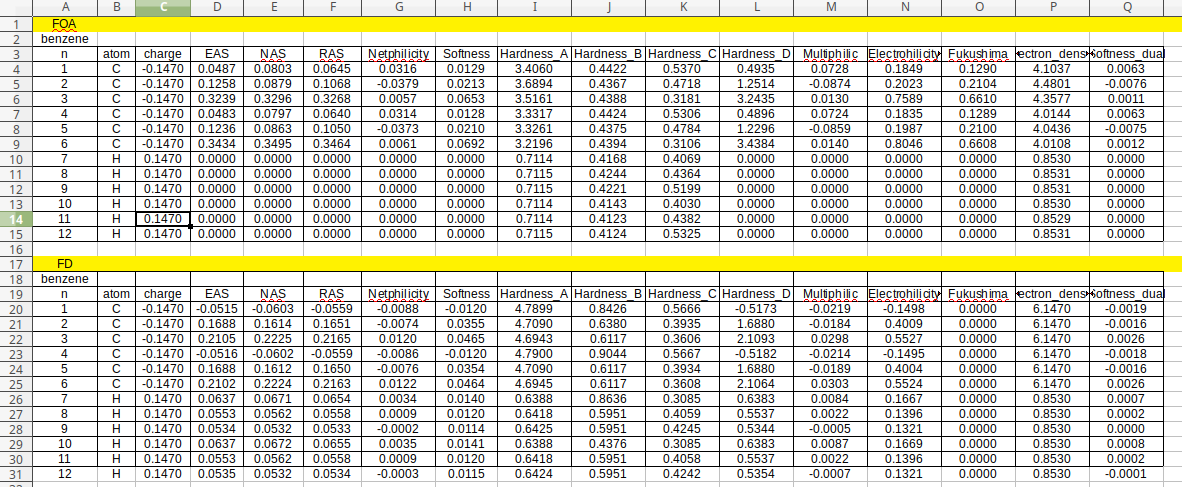 A B C D E F G H I J K L M N O P Q
1 FOA
2 benzene
3 n atom charge EAS NAS RAS Netphilicity Softness Hardness_A Hardness_B Hardness_C Hardness_D Multiphilic Electrohilicity Fukushima ectron_dens Softness_dual
4 1 C -0.1470 0.0487 0.0803 0.0645 0.0316 0.0129 3.4060 0.4422 0.5370 0.4935 0.0728 0.1849 0.1290 4.1037 0.0063
5 2 C -0.1470 0.1258 0.0879 0.1068 -0.0379 0.0213 3.6894 0.4367 0.4718 1.2514 -0.0874 0.2023 0.2104 4.4801 -0.0076
6 3 C -0.1470 0.3239 0.3296 0.3268 0.0057 0.0653 3.5161 0.4388 0.3181 3.2435 0.0130 0.7589 0.6610 4.3577 0.0011
7 4 C -0.1470 0.0483 0.0797 0.0640 0.0314 0.0128 3.3317 0.4424 0.5306 0.4896 0.0724 0.1835 0.1289 4.0144 0.0063
8 5 C -0.1470 0.1236 0.0863 0.1050 -0.0373 0.0210 3.3261 0.4375 0.4784 1.2296 -0.0859 0.1987 0.2100 4.0436 -0.0075
9 6 C -0.1470 0.3434 0.3495 0.3464 0.0061 0.0692 3.2196 0.4394 0.3106 3.4384 0.0140 0.8046 0.6608 4.0108 0.0012
10 7 H 0.1470 0.0000 0.0000 0.0000 0.0000 0.0000 0.7114 0.4168 0.4069 0.0000 0.0000 0.0000 0.0000 0.8530 0.0000
11 8 H 0.1470 0.0000 0.0000 0.0000 0.0000 0.0000 0.7115 0.4244 0.4364 0.0000 0.0000 0.0000 0.0000 0.8531 0.0000
12 9 H 0.1470 0.0000 0.0000 0.0000 0.0000 0.0000 0.7115 0.4221 0.5199 0.0000 0.0000 0.0000 0.0000 0.8531 0.0000
13 10 H 0.1470 0.0000 0.0000 0.0000 0.0000 0.0000 0.7114 0.4143 0.4030 0.0000 0.0000 0.0000 0.0000 0.8530 0.0000
14 11 H 0.1470 0.0000 0.0000 0.0000 0.0000 0.0000 0.7114 0.4123 0.4382 0.0000 0.0000 0.0000 0.0000 0.8529 0.0000
15 12 H 0.1470 0.0000 0.0000 0.0000 0.0000 0.0000 0.7115 0.4124 0.5325 0.0000 0.0000 0.0000 0.0000 0.8531 0.0000
16
17 FD
18 benzene
19 n atom charge EAS NAS RAS Netphilicity Softness Hardness_A Hardness_B Hardness_C Hardness_D Multiphilic Electrohilicity Fukushima ectron_dens Softness_dual
20 1 C -0.1470 -0.0515 -0.0603 -0.0559 -0.0088 -0.0120 4.7899 0.8426 0.5666 -0.5173 -0.0219 -0.1498 0.0000 6.1470 -0.0019
21 2 C -0.1470 0.1688 0.1614 0.1651 -0.0074 0.0355 4.7090 0.6380 0.3935 1.6880 -0.0184 0.4009 0.0000 6.1470 -0.0016
22 3 C -0.1470 0.2105 0.2225 0.2165 0.0120 0.0465 4.6943 0.6117 0.3606 2.1093 0.0298 0.5527 0.0000 6.1470 0.0026
23 4 C -0.1470 -0.0516 -0.0602 -0.0559 -0.0086 -0.0120 4.7900 0.9044 0.5667 -0.5182 -0.0214 -0.1495 0.0000 6.1470 -0.0018
24 5 C -0.1470 0.1688 0.1612 0.1650 -0.0076 0.0354 4.7090 0.6117 0.3934 1.6880 -0.0189 0.4004 0.0000 6.1470 -0.0016
25 6 C -0.1470 0.2102 0.2224 0.2163 0.0122 0.0464 4.6945 0.6117 0.3608 2.1064 0.0303 0.5524 0.0000 6.1470 0.0026
26 7 H 0.1470 0.0637 0.0671 0.0654 0.0034 0.0140 0.6388 0.8636 0.3085 0.6383 0.0084 0.1667 0.0000 0.8530 0.0007
27 8 H 0.1470 0.0553 0.0562 0.0558 0.0009 0.0120 0.6418 0.5951 0.4059 0.5537 0.0022 0.1396 0.0000 0.8530 0.0002
28 9 H 0.1470 0.0534 0.0532 0.0533 -0.0002 0.0114 0.6425 0.5951 0.4245 0.5344 -0.0005 0.1321 0.0000 0.8530 0.0000
29 10 H 0.1470 0.0637 0.0672 0.0655 0.0035 0.0141 0.6388 0.4376 0.3085 0.6383 0.0087 0.1669 0.0000 0.8530 0.0008
30 11 H 0.1470 0.0553 0.0562 0.0558 0.0009 0.0120 0.6418 0.5951 0.4058 0.5537 0.0022 0.1396 0.0000 0.8530 0.0002
31 12 H 0.1470 0.0535 0.0532 0.0534 -0.0003 0.0115 0.6424 0.5951 0.4242 0.5354 -0.0007 0.1321 0.0000 0.8530 -0.0001